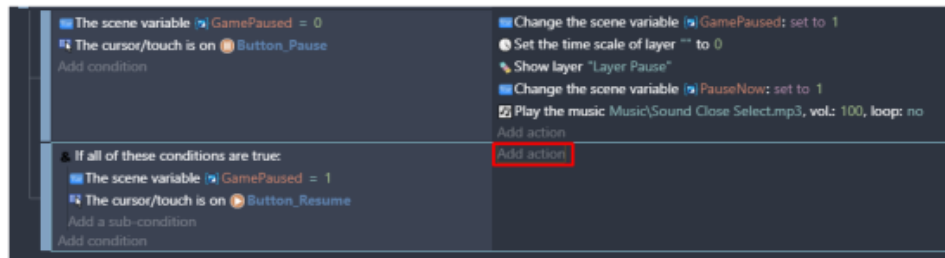 The scene variable GamePaused = 0
The cursor/touch is on Button_Pause
Add condition
Change the scene variable GamePaused: set to 1
Set the time scale of layer "" to 0
Show layer "Layer Pause"
Change the scene variable PauseNow: set to 1
Play the music Music\Sound Close Select.mp3, vol.: 100, loop: no
Add action
If all of these conditions are true:
The scene variable GamePaused = 1
The cursor/touch is on Button_Resume
Add a sub-condition
Add condition
Add action